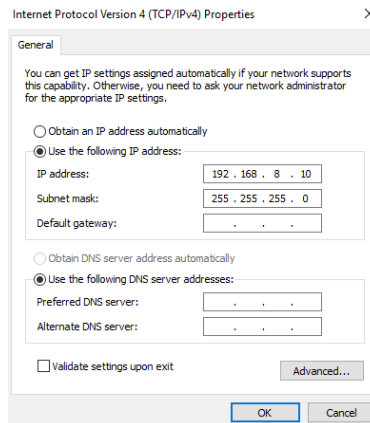 Internet Protocol Version 4 (TCP/IPv4) Properties
General
You can get IP settings assigned automatically if your network supports
this capability. Otherwise, you need to ask your network administrator
for the appropriate IP settings.
Obtain an IP address automatically
Use the following IP address:
IP address: 192 . 168 . 8 . 10
Subnet mask: 255 . 255 . 255 . 0
Default gateway: . . .
Obtain DNS server address automatically
Use the following DNS server addresses:
Preferred DNS server: . . .
Alternate DNS server: . . .
Validate settings upon exit
Advanced...
OK Cancel